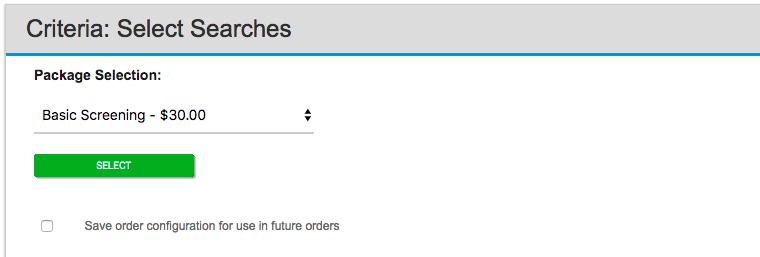 Criteria: Select Searches
Package Selection:
Basic Screening - $30.00
SELECT
Save order configuration for use in future orders